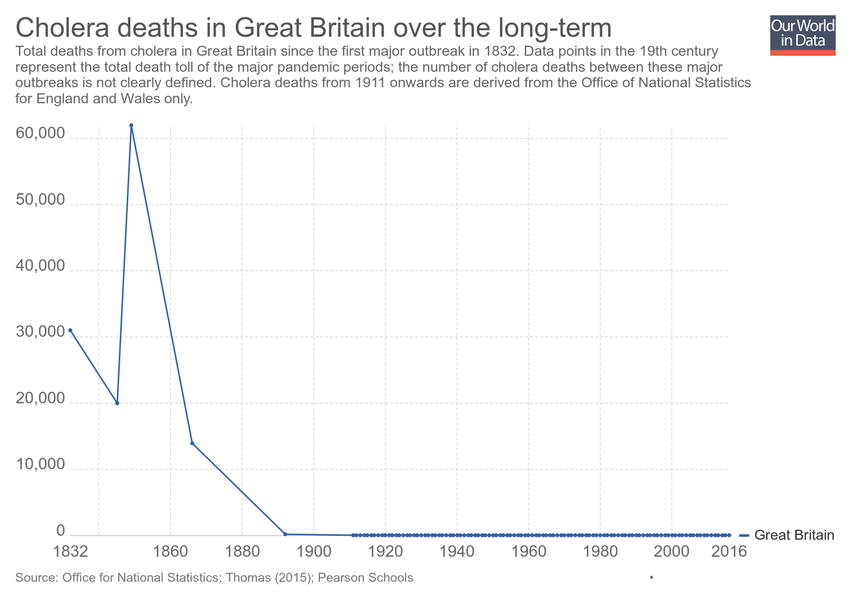 Cholera deaths in Great Britain over the long-term
Our World
in Data
Total deaths from cholera in Great Britain since the first major outbreak in 1832. Data points in the 19th century
represent the total death toll of the major pandemic periods; the number of cholera deaths between these major
outbreaks is not clearly defined. Cholera deaths from 1911 onwards are derived from the Office of National Statistics
for England and Wales only.
60,000
50,000
40,000
30,000
20,000
10,000
0
1832 1860 1880 1900 1920 1940 1960 1980 2000 2016
Great Britain
Source: Office for National Statistics; Thomas (2015); Pearson Schools